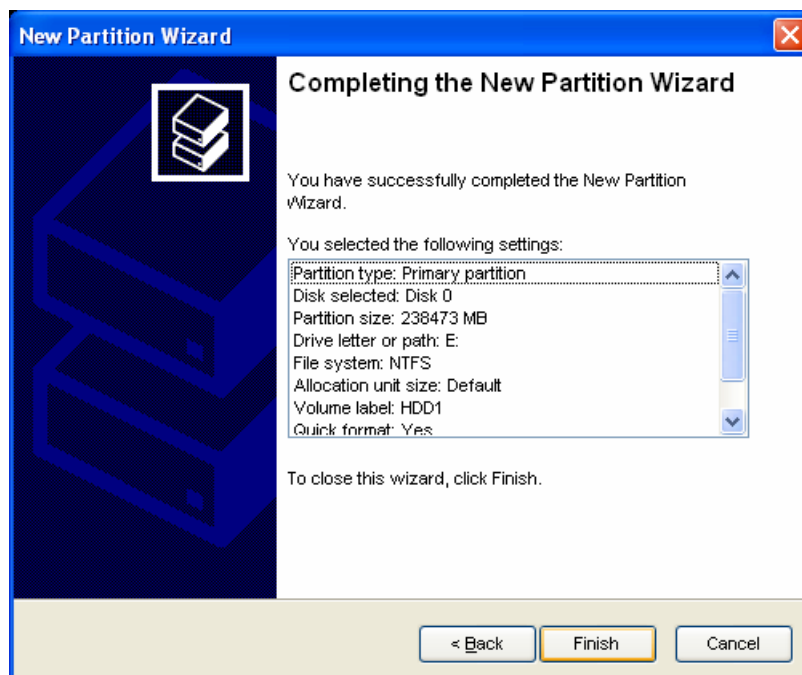 New Partition Wizard
Completing the New Partition Wizard
You have successfully completed the New Partition
Wizard.
You selected the following settings:
Partition type: Primary partition
Disk selected: Disk 0
Partition size: 238473 MB
Drive letter or path: E:
File system: NTFS
Allocation unit size: Default
Volume label: HDD1
Quick format: Yes
To close this wizard, click Finish.
< Back
Finish
Cancel